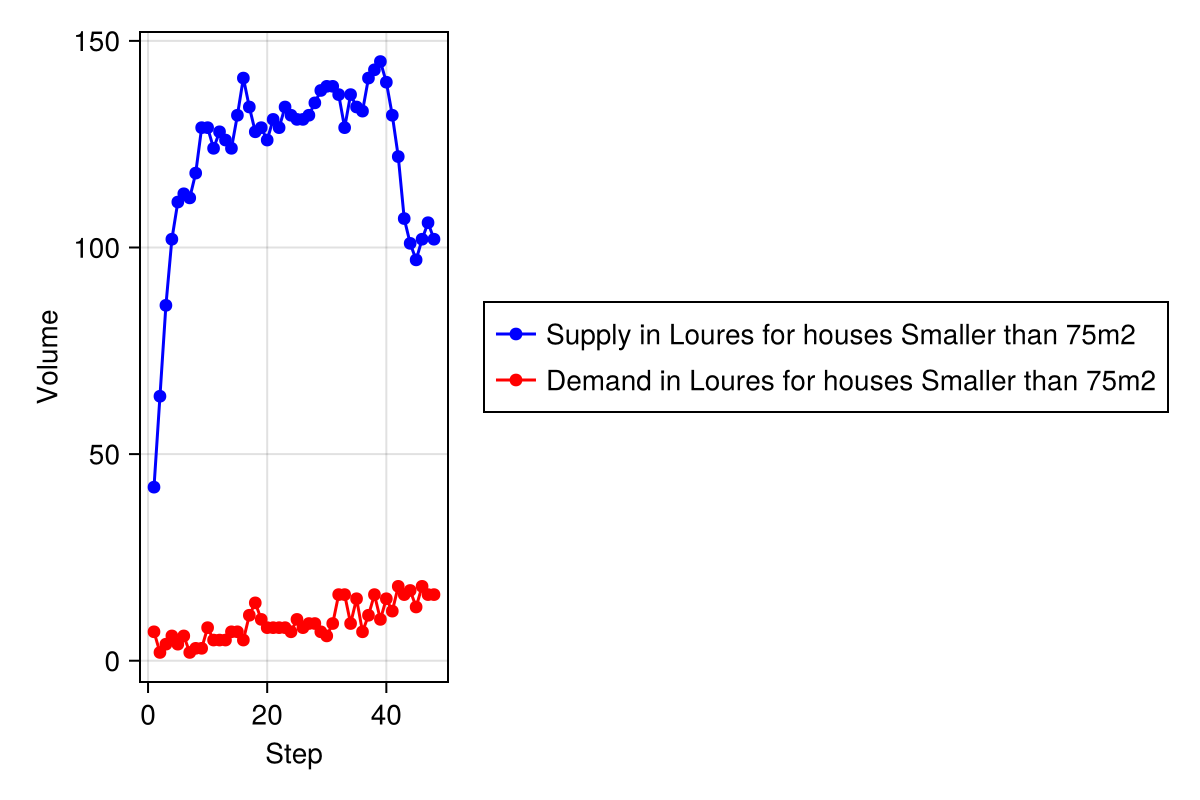 150
100
50
0
Volume
0 20 40
Step
Supply in Loures for houses Smaller than 75m2
Demand in Loures for houses Smaller than 75m2